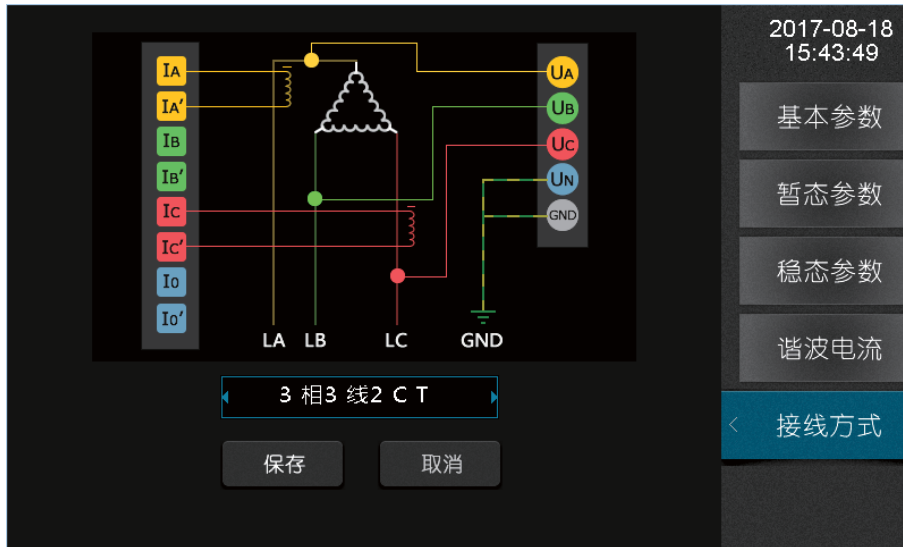 IA
IA'
IB
IB'
IC
IC'
IO
IO'
UA
UB
UC
UN
GND
LA LB LC GND
3 相3 线2 C T
保存
取消
2017-08-18
15:43:49
基本参数
暂态参数
稳态参数
谐波电流
接线方式